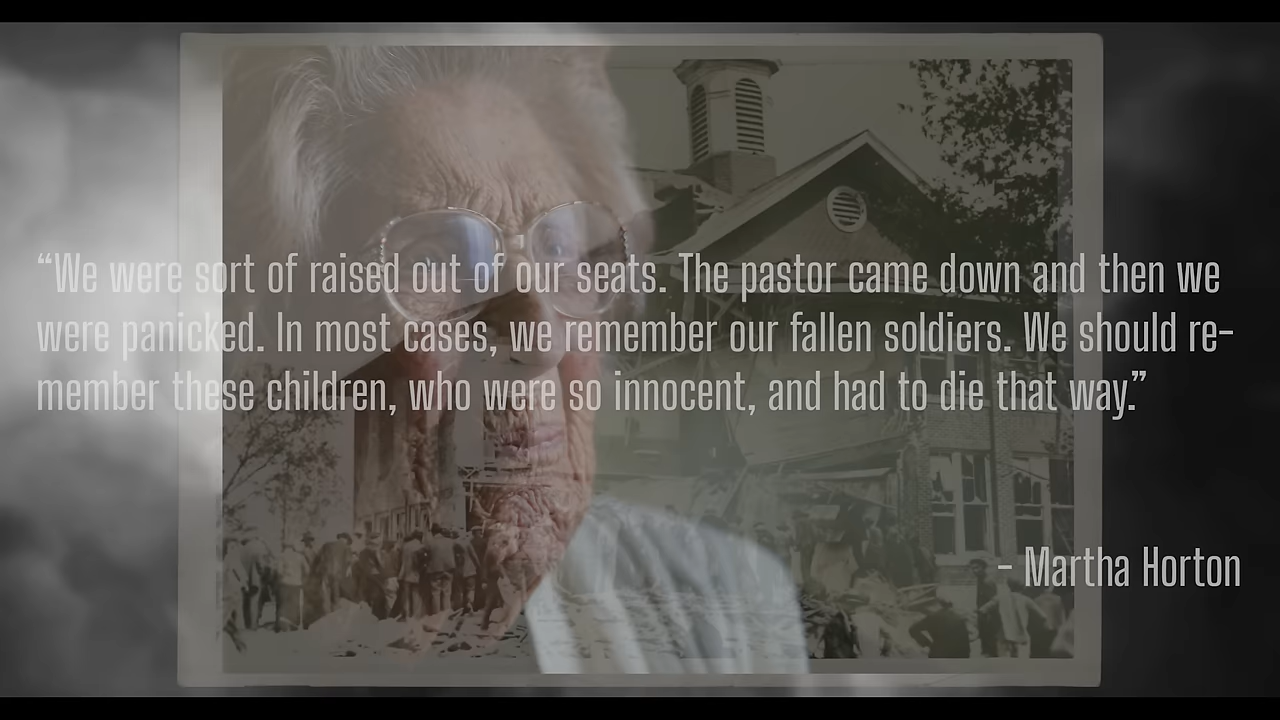 “We were sort of raised out of our seats. The pastor came down and then we
were panicked. In most cases, we remember our fallen soldiers. We should re-
member these children, who were so innocent, and had to die that way.”
- Martha Horton